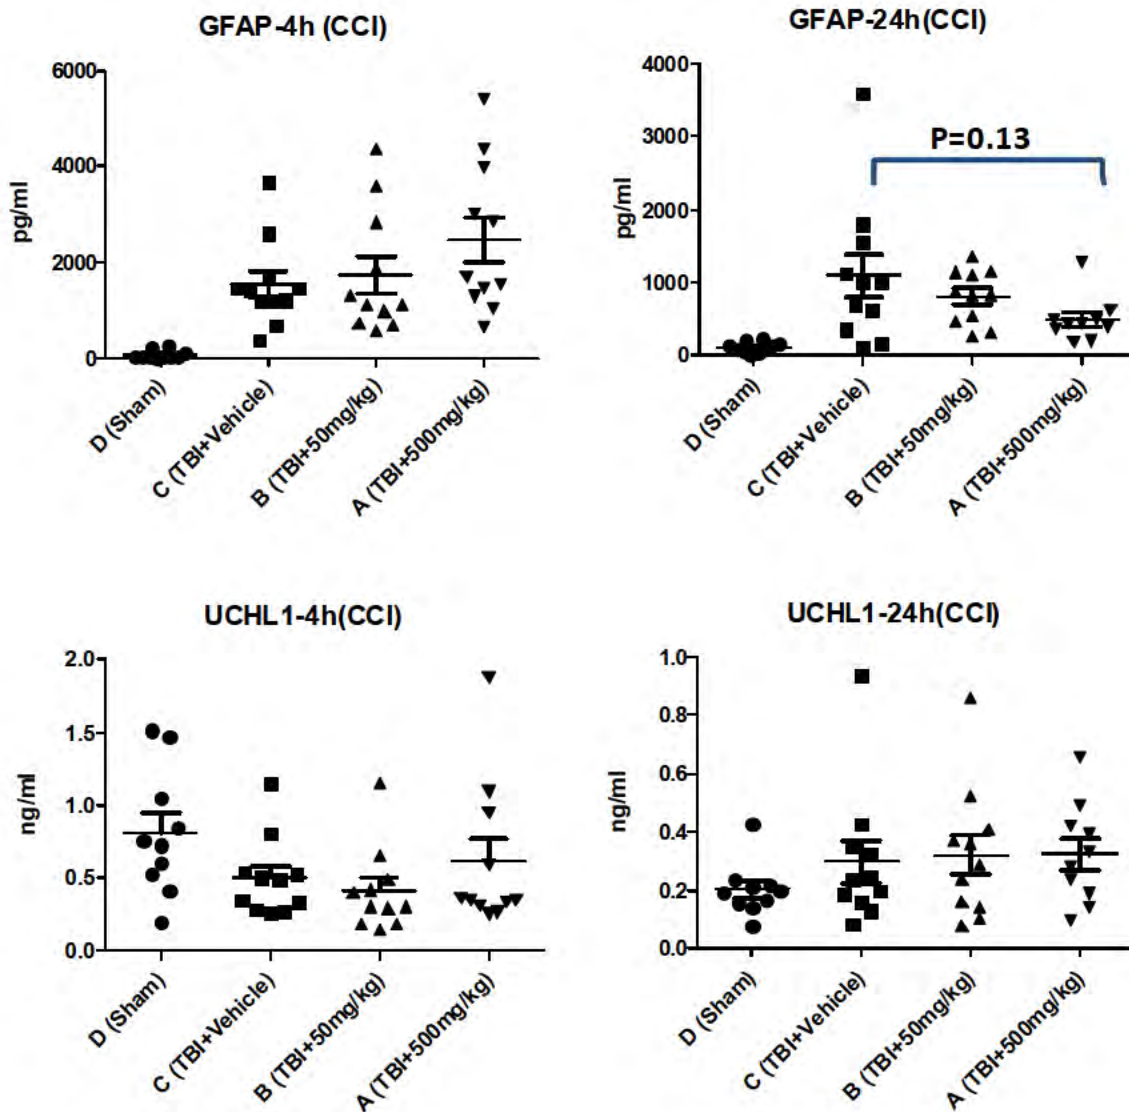 GFAP-4h (CCI)
6000
4000
2000
0
pg/ml
D (Sham)
C (TBI+Vehicle)
B (TBI+50mg/kg)
A (TBI+500mg/kg)
GFAP-24h(CCI)
4000
3000
2000
1000
0
pg/ml
P=0.13
D (Sham)
C (TBI+Vehicle)
B (TBI+50mg/kg)
A (TBI+500mg/kg)
UCHL1-4h(CCI)
2.0
1.5
1.0
0.5
0.0
ng/ml
D (Sham)
C (TBI+Vehicle)
B (TBI+50mg/kg)
A (TBI+500mg/kg)
UCHL1-24h(CCI)
1.0
0.8
0.6
0.4
0.2
0.0
ng/ml
D (Sham)
C (TBI+Vehicle)
B (TBI+50mg/kg)
A (TBI+500mg/kg)